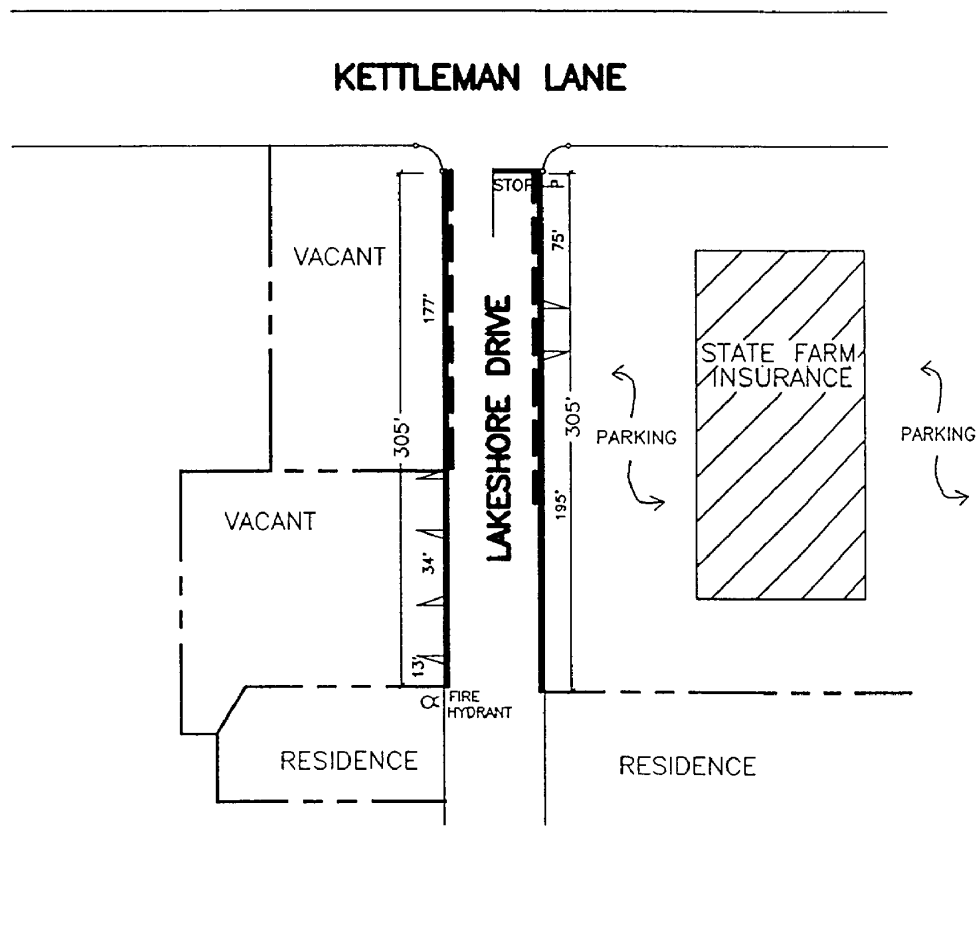 KETTLEMAN LANE
STOP
P
VACANT
75'
177'
LAKESHORE DRIVE
STATE FARM
INSURANCE
305'
305'
PARKING
PARKING
195'
VACANT
34'
13'
FIRE
HYDRANT
RESIDENCE
RESIDENCE